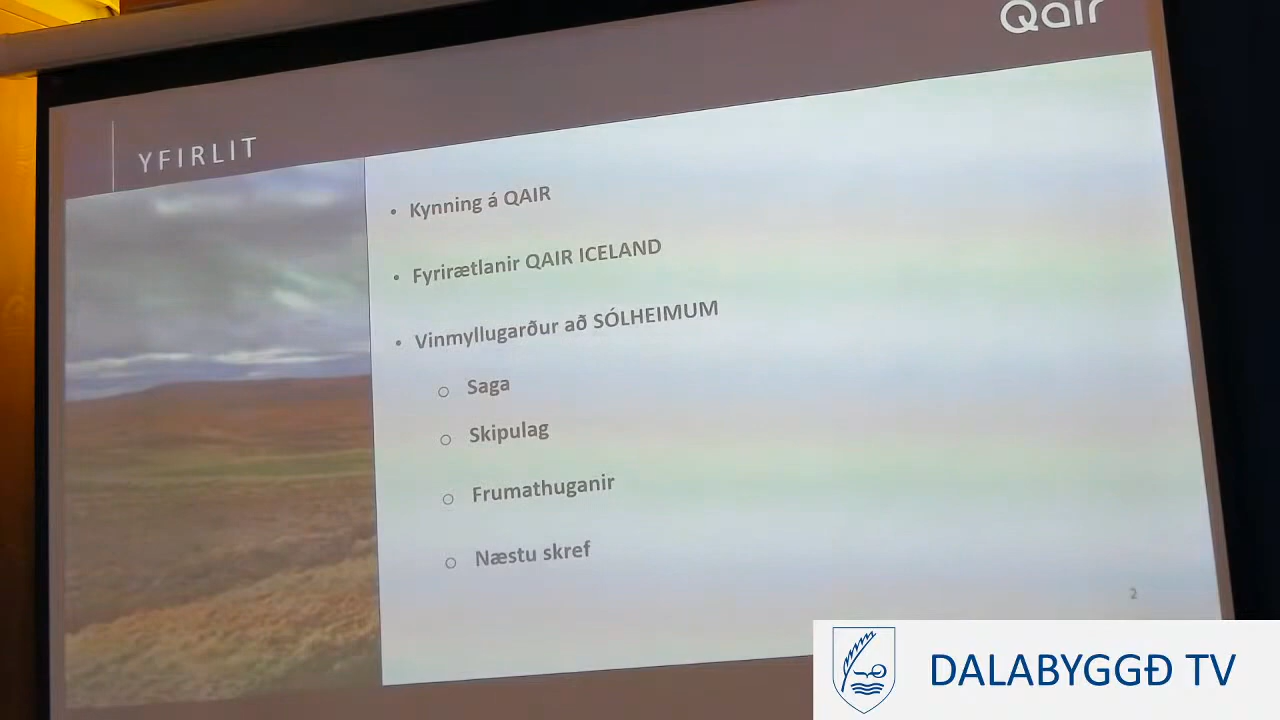 Qair
YFIRLIT
• Kynning á QAIR
• Fyrirætlanir QAIR ICELAND
• Vinmyllugarður að SÓLHEIMUM
o Saga
o Skipulag
o Frumathuganir
o Næstu skref
2
DALABYGGÐ TV